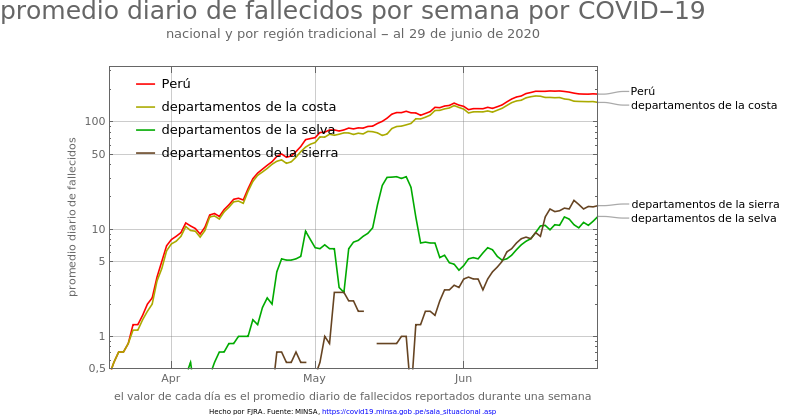 promedio diario de fallecidos por semana por COVID−19
nacional y por región tradicional − al 29 de junio de 2020
Perú
departamentos de la costa
departamentos de la selva
departamentos de la sierra
promedio diario de fallecidos
100
50
10
5
1
0,5
Apr
May
Jun
Perú
departamentos de la costa
departamentos de la sierra
departamentos de la selva
el valor de cada día es el promedio diario de fallecidos reportados durante una semana
Hecho por FJRA. Fuente: MINSA, https://covid19.minsa.gob.pe/sala_situacional.asp